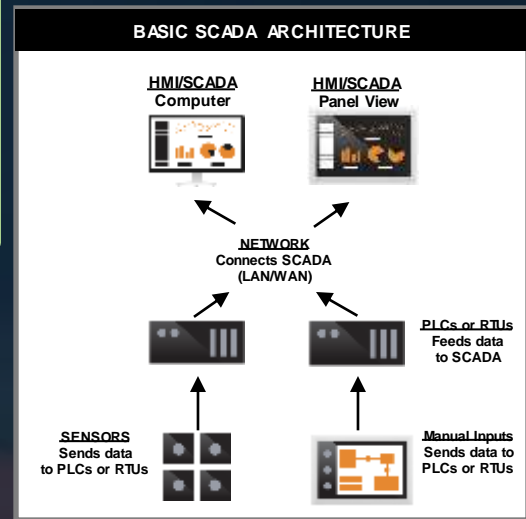 BASIC SCADA ARCHITECTURE
HMI/SCADA
Computer
HMI/SCADA
Panel View
NETWORK
Connects SCADA
(LAN/WAN)
PLCs or RTUs
Feeds data
to SCADA
SENSORS
Sends data
to PLCs or RTUs
Manual Inputs
Sends data to
PLCs or RTUs